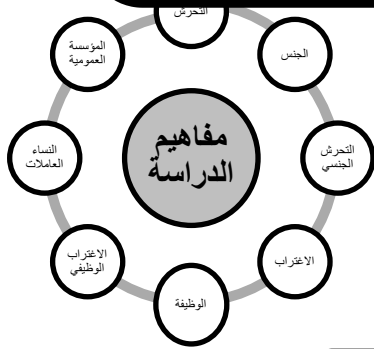 التحرش
الجنس
التحرش
الجنسي
الاغتراب
الوظيفة
الاغتراب
الوظيفي
النساء
العاملات
المؤسسة
العمومية
مفاهيم
الدراسة